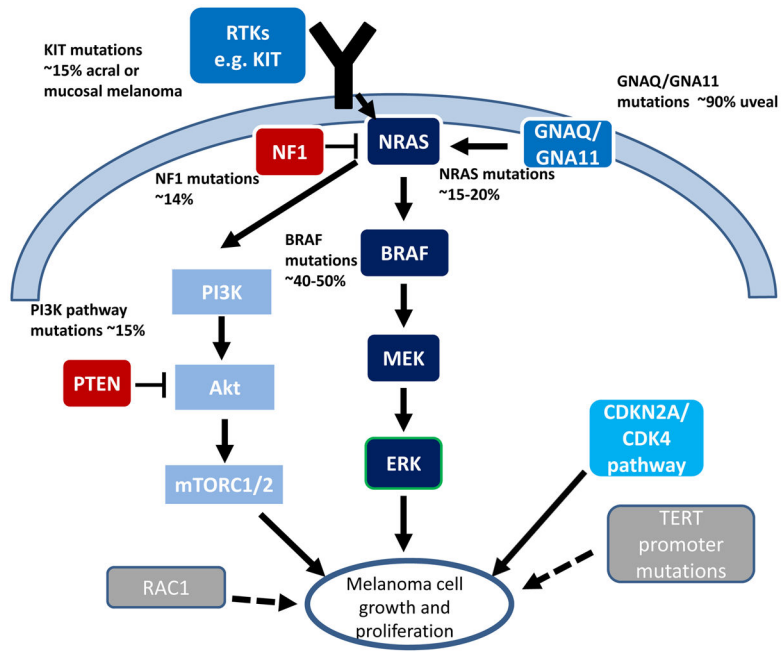 RTKs
e.g. KIT
KIT mutations
~15% acral or
mucosal melanoma
GNAQ/GNA11
mutations ~90% uveal
NF1
NRAS
GNAQ/
GNA11
NF1 mutations
~14%
NRAS mutations
~15-20%
BRAF
mutations
~40-50%
BRAF
PI3K
PI3K pathway
mutations ~15%
MEK
PTEN
Akt
CDKN2A/
CDK4
pathway
ERK
mTORC1/2
TERT
promoter
mutations
RAC1
Melanoma cell
growth and
proliferation